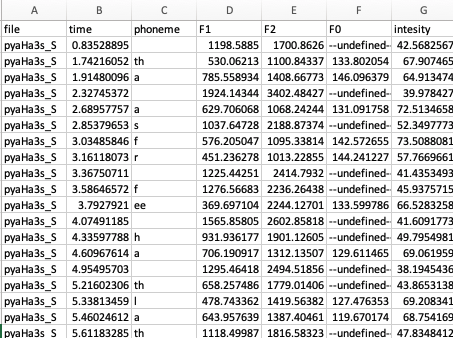 A B C D E F G
file time phoneme F1 F2 F0 intesity
pyaHa3s_S 0.83528895 1198.5885 1700.8626 --undefined- 42.5682567
pyaHa3s_S 1.74216052 th 530.06213 1100.84337 133.802054 67.907465
pyaHa3s_S 1.91480096 a 785.558934 1408.66773 146.096379 64.913474
pyaHa3s_S 2.32745372 1924.14344 3402.48427 --undefined- 39.978427
pyaHa3s_S 2.68957757 a 629.706068 1068.24244 131.091758 72.5134658
pyaHa3s_S 2.85379653 s 1037.64728 2188.87374 --undefined- 52.3497773
pyaHa3s_S 3.03485846 f 576.205047 1095.33814 142.572655 73.5088081
pyaHa3s_S 3.16118073 r 451.236278 1013.22855 144.241227 57.7669661
pyaHa3s_S 3.36750711 1225.44251 2414.7932 --undefined- 41.4353493
pyaHa3s_S 3.58646572 f 1276.56683 2236.26438 --undefined- 45.9375715
pyaHa3s_S 3.7927921 ee 369.697104 2244.12701 133.599786 66.5283258
pyaHa3s_S 4.07491185 1565.85805 2602.85818 --undefined- 41.6091773
pyaHa3s_S 4.33597788 h 931.936177 1901.12605 --undefined- 49.7954981
pyaHa3s_S 4.60967614 a 706.190917 1312.13507 129.611465 69.061959
pyaHa3s_S 4.95495703 1295.46418 2494.51856 --undefined- 38.1945436
pyaHa3s_S 5.21602306 th 658.257486 1779.01406 --undefined- 43.8653138
pyaHa3s_S 5.33813459 l 478.743362 1419.56382 127.476353 69.208341
pyaHa3s_S 5.46024612 a 643.957639 1387.40461 119.670174 68.754169
pyaHa3s_S 5.61183285 th 1118.49987 1816.58323 --undefined- 47.8348412